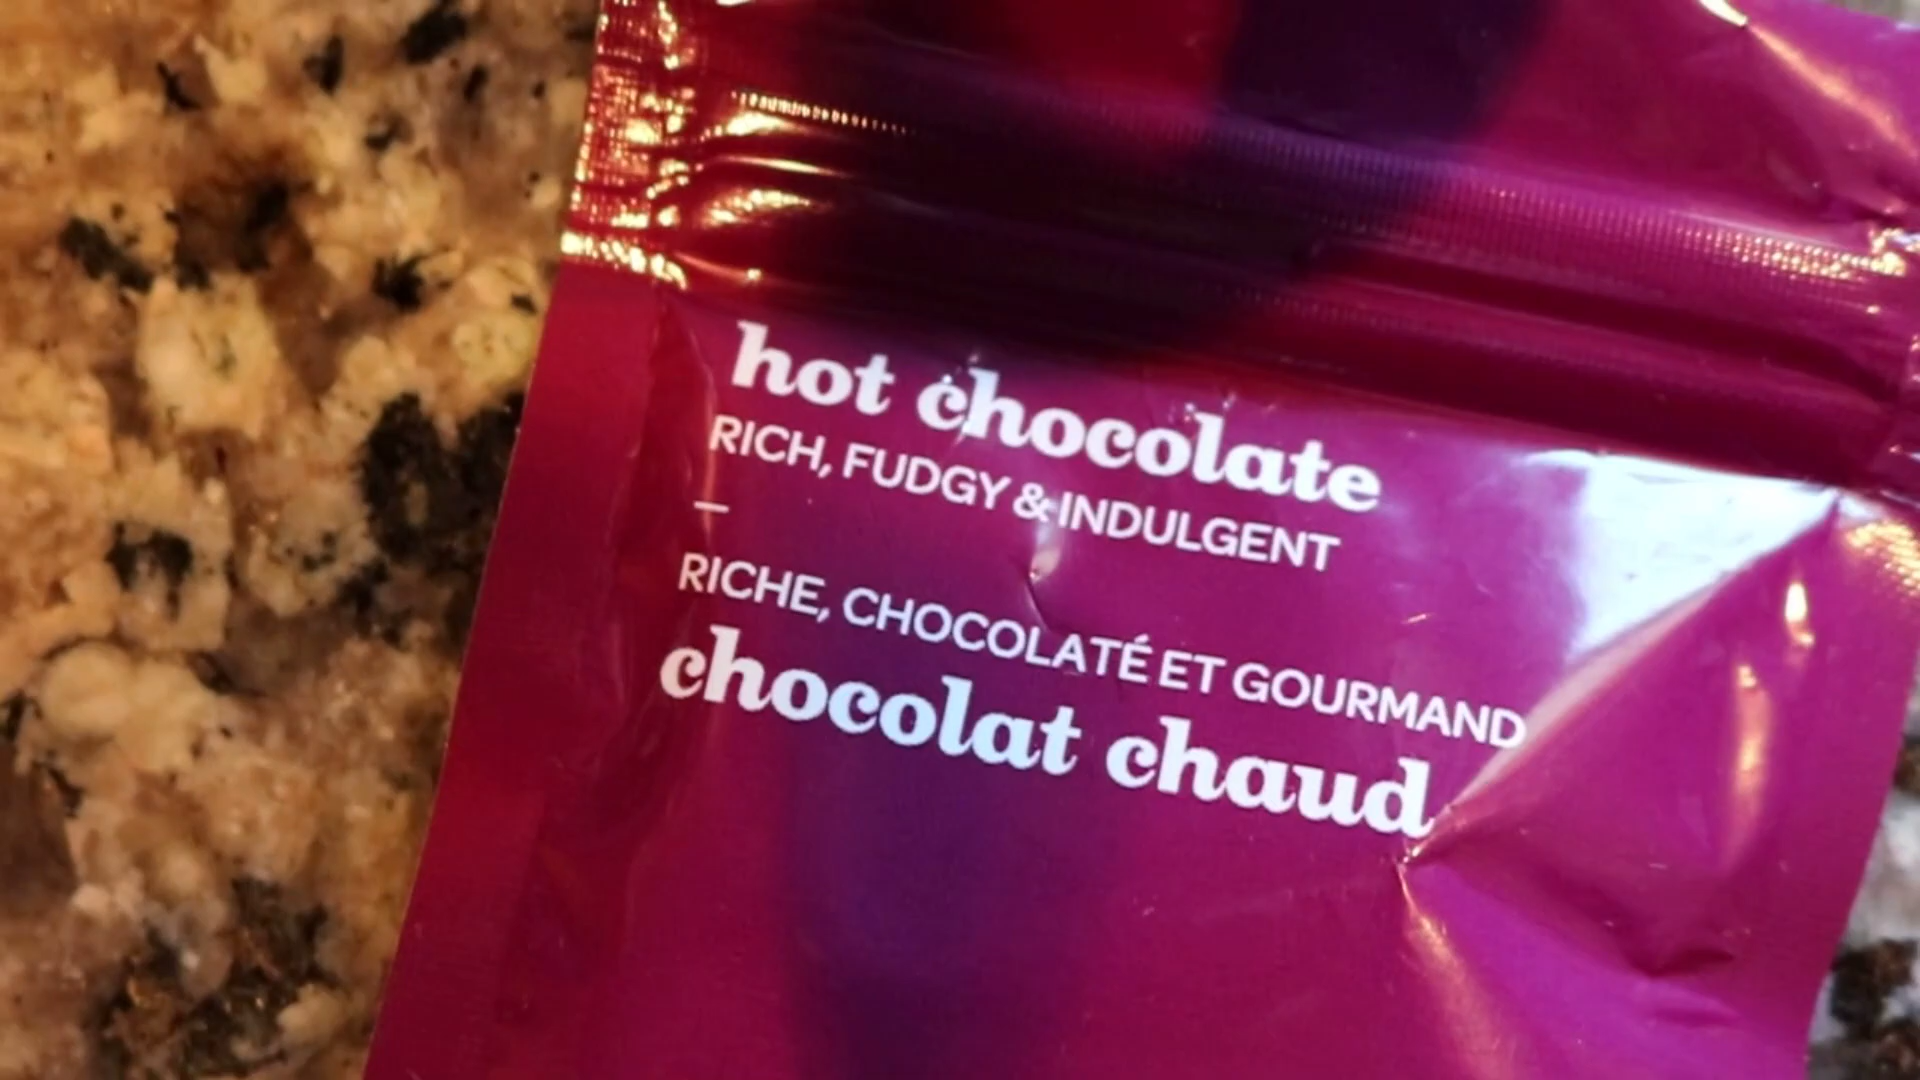 hot chocolate
RICH, FUDGY & INDULGENT
–
RICHE, CHOCOLATÉ ET GOURMAND
chocolat chaud